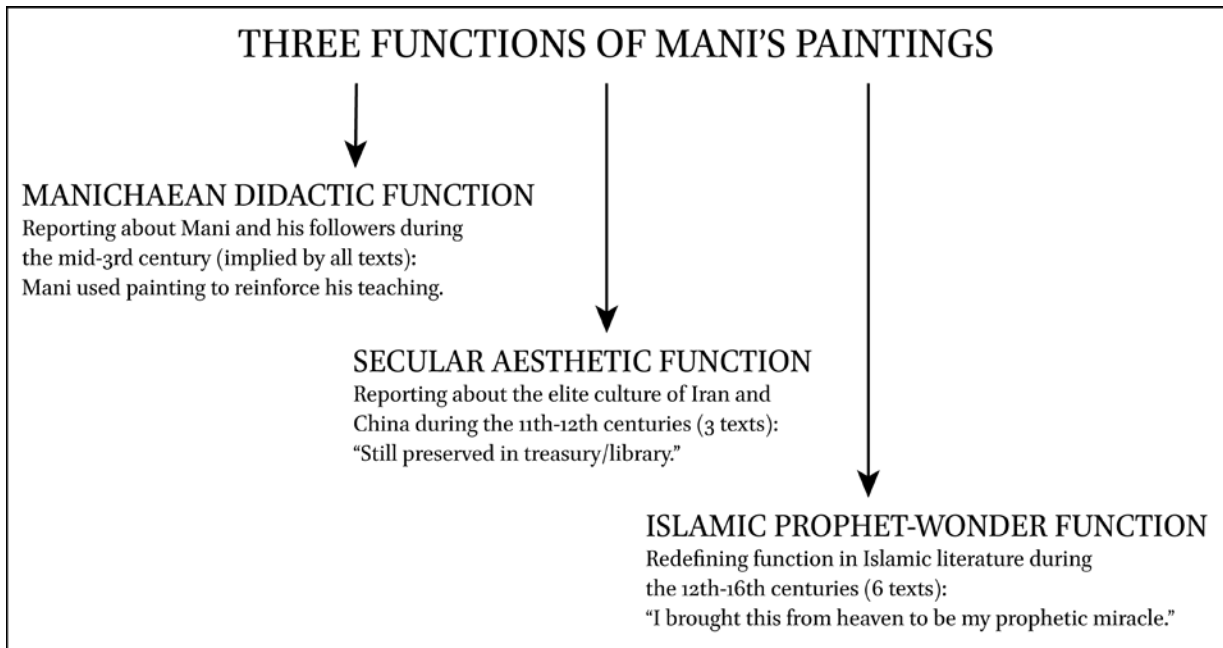 THREE FUNCTIONS OF MANI’S PAINTINGS
MANICHAEAN DIDACTIC FUNCTION
Reporting about Mani and his followers during
the mid-3rd century (implied by all texts):
Mani used painting to reinforce his teaching.
SECULAR AESTHETIC FUNCTION
Reporting about the elite culture of Iran and
China during the 11th-12th centuries (3 texts):
“Still preserved in treasury/library.”
ISLAMIC PROPHET-WONDER FUNCTION
Redefining function in Islamic literature during
the 12th-16th centuries (6 texts):
“I brought this from heaven to be my prophetic miracle.”